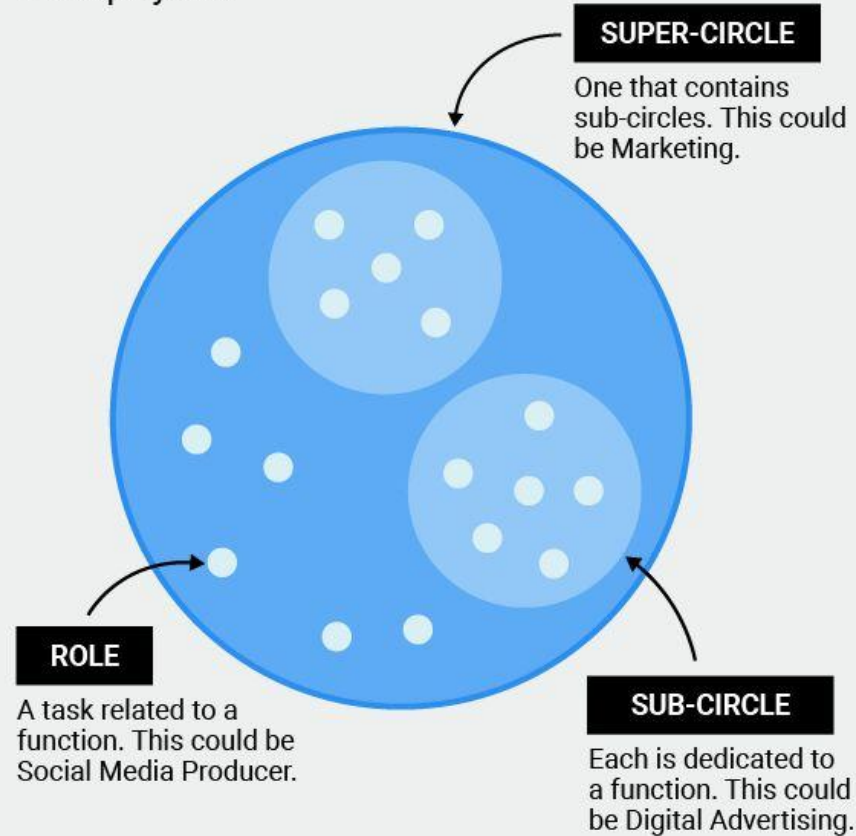 SUPER-CIRCLE
One that contains
sub-circles. This could
be Marketing.
ROLE
A task related to a
function. This could be
Social Media Producer.
SUB-CIRCLE
Each is dedicated to
a function. This could
be Digital Advertising.